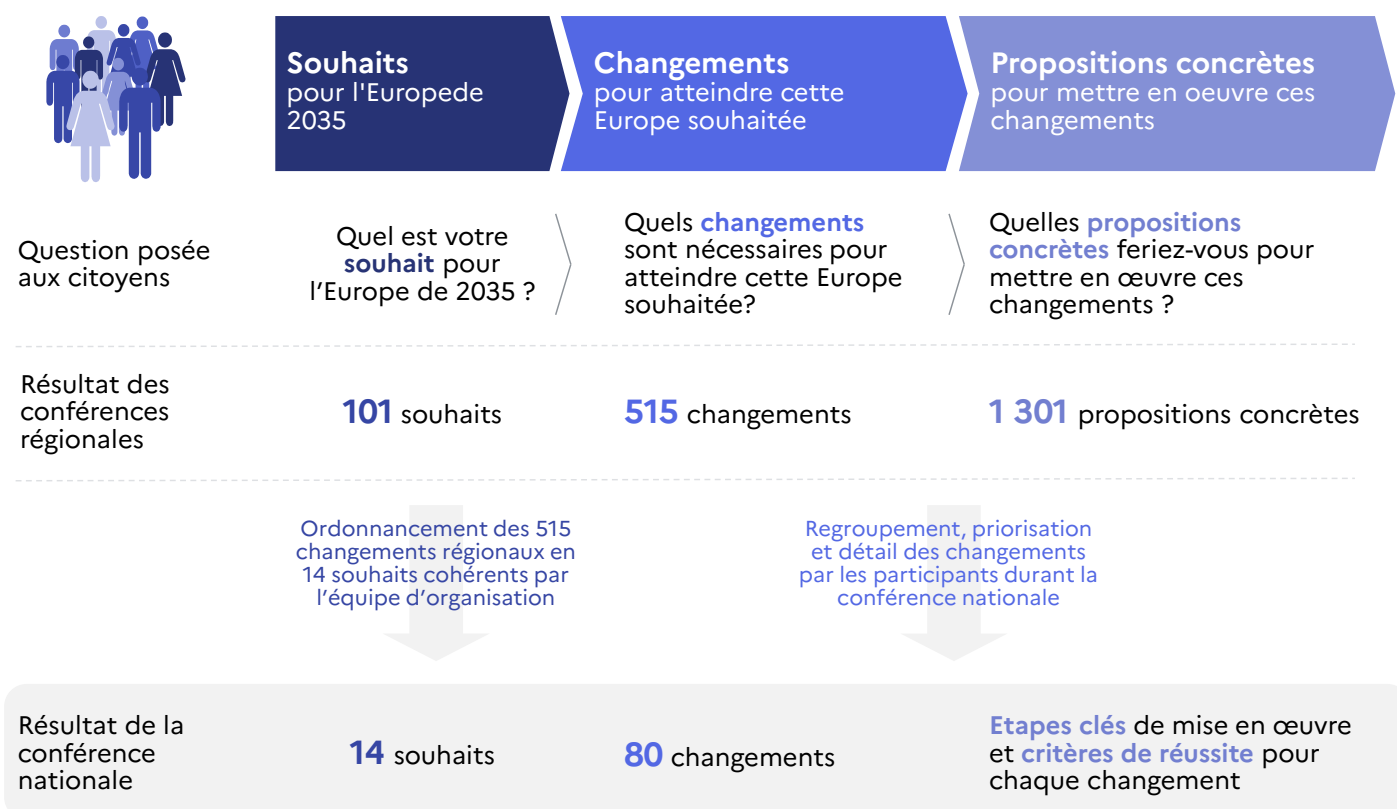 Souhaits
pour l'Europede
2035
Changements
pour atteindre cette
Europe souhaitée
Propositions concrètes
pour mettre en oeuvre ces
changements
Question posée
aux citoyens
Quel est votre
souhait pour
l'Europe de 2035 ?
Quels changements
sont nécessaires pour
atteindre cette Europe
souhaitée?
Quelles propositions
concrètes feriez-vous pour
mettre en œuvre ces
changements ?
Résultat des
conférences
régionales
101 souhaits
515 changements
1 301 propositions concrètes
Ordonnancement des 515
changements régionaux en
14 souhaits cohérents par
l'équipe d'organisation
Regroupement, priorisation
et détail des changements
par les participants durant la
conférence nationale
Résultat de la
conférence
nationale
14 souhaits
80 changements
Etapes clés de mise en œuvre
et critères de réussite pour
chaque changement